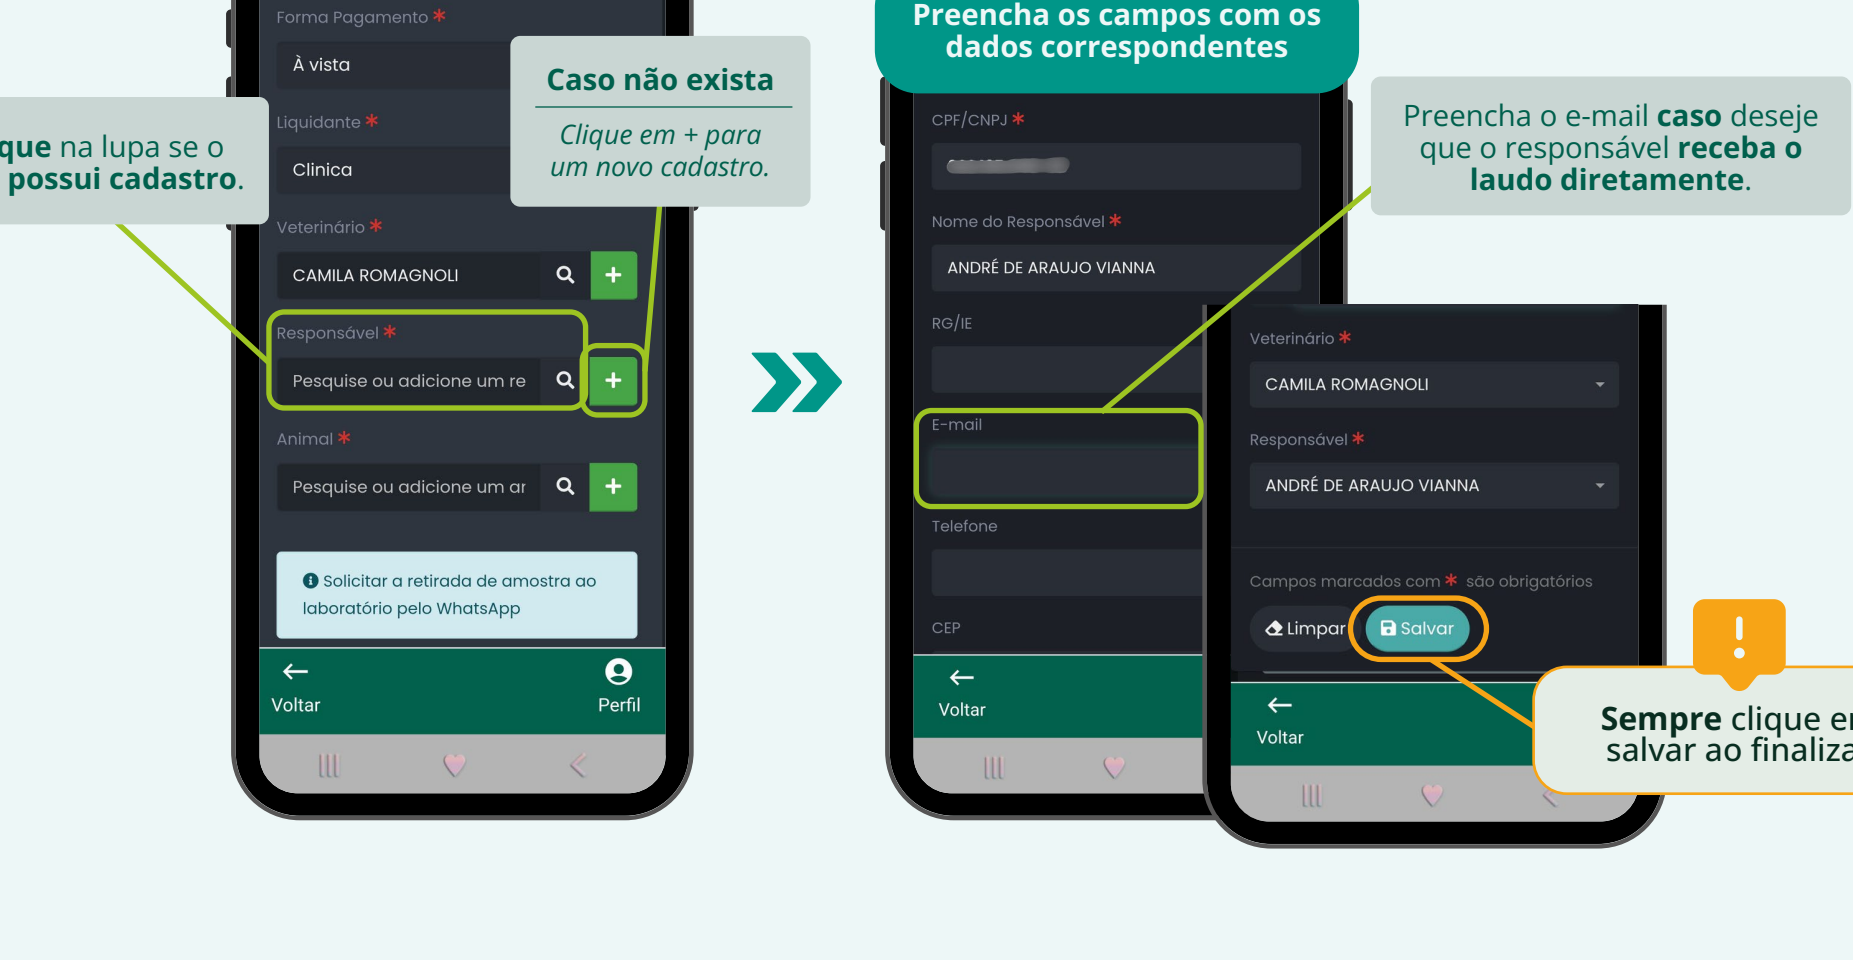 Forma Pagamento *
À vista
Liquidante *
Clinica
Veterinário *
CAMILA ROMAGNOLI
Responsável *
Pesquise ou adicione um re
Animal *
Pesquise ou adicione um ar
Solicitar a retirada de amostra ao
laboratório pelo WhatsApp
Voltar
Perfil
que na lupa se o
possui cadastro.
Caso não exista
Clique em + para
um novo cadastro.
Preencha os campos com os
dados correspondentes
CPF/CNPJ *
Nome do Responsável *
ANDRÉ DE ARAUJO VIANNA
RG/IE
E-mail
Telefone
CEP
Voltar
Preencha o e-mail caso deseje
que o responsável receba o
laudo diretamente.
Veterinário *
CAMILA ROMAGNOLI
Responsável *
ANDRÉ DE ARAUJO VIANNA
Campos marcados com * são obrigatórios
Limpar
Salvar
Voltar
!
Sempre clique e
salvar ao finaliza